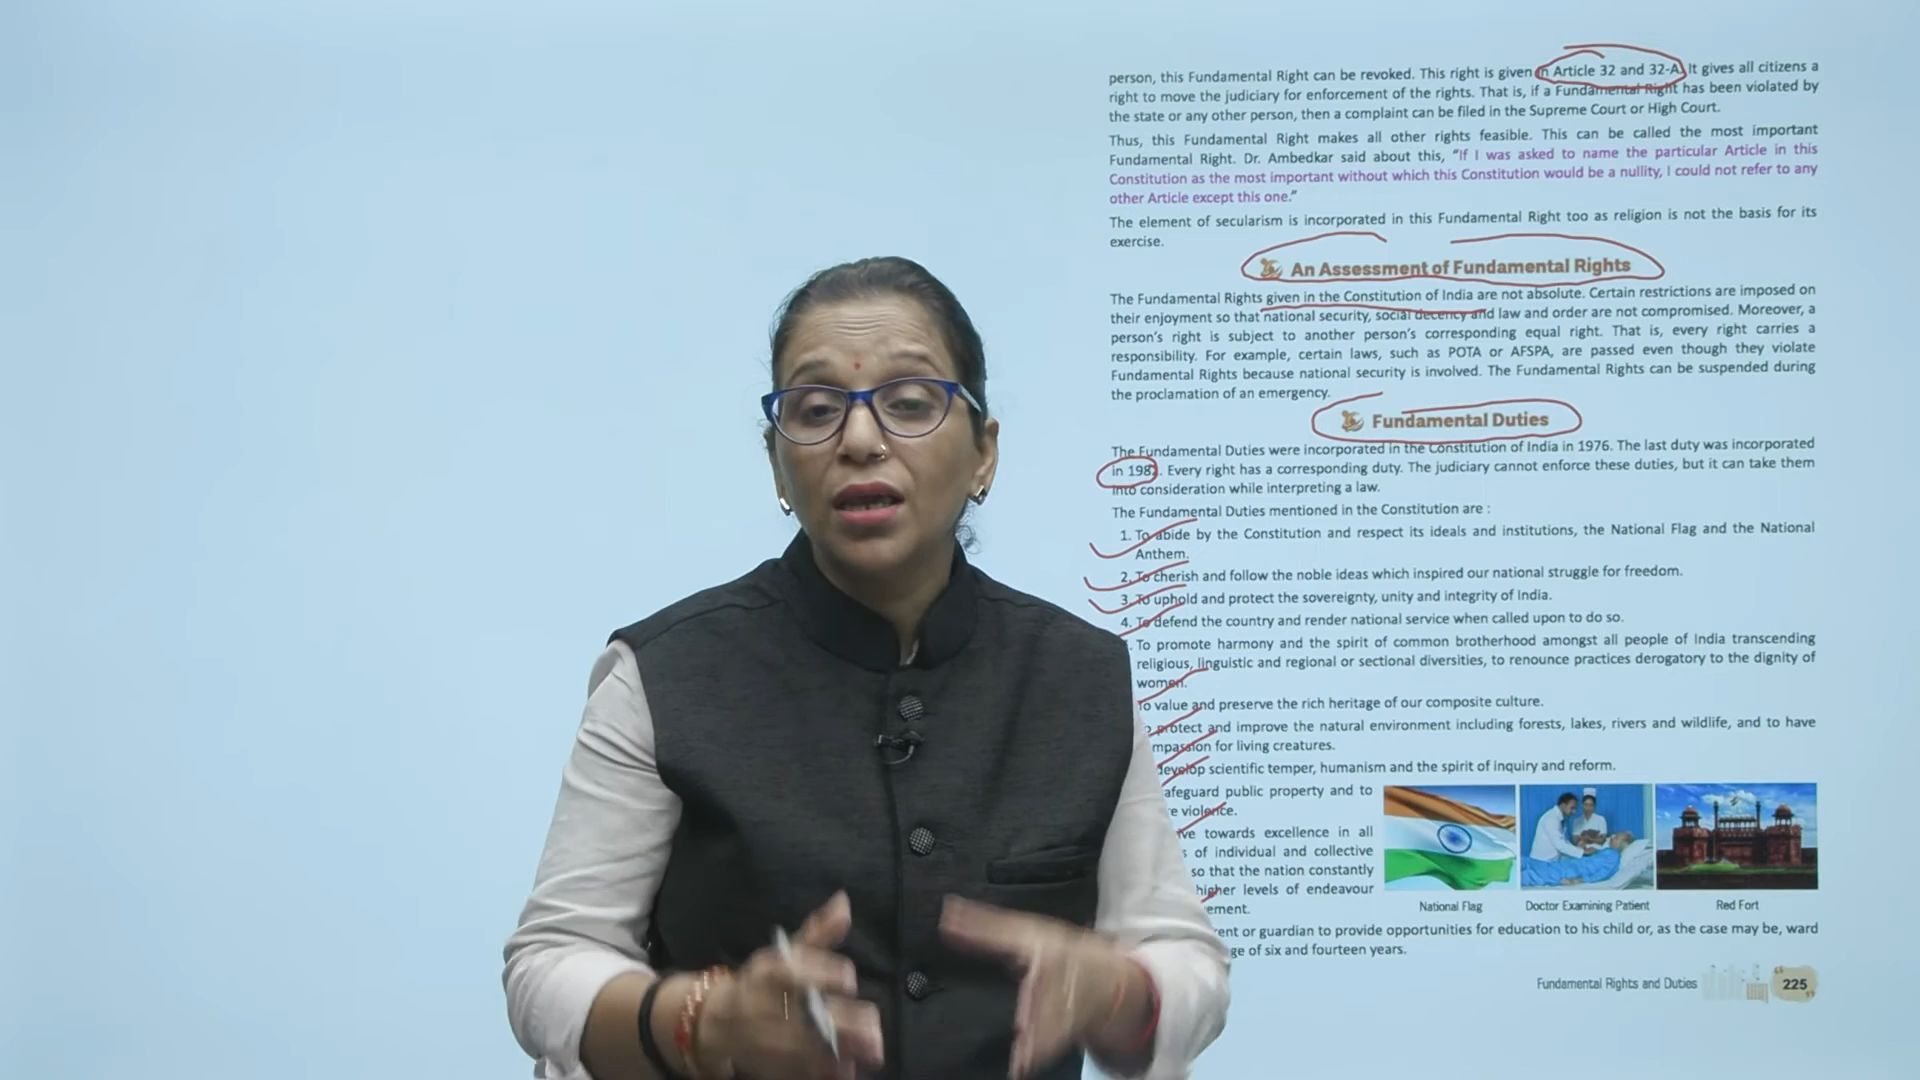 person, this Fundamental Right can be revoked. This right is given in Article 32 and 32-A. It gives all citizens a
right to move the judiciary for enforcement of the rights. That is, if a Fundamental Right has been violated by
the state or any other person, then a complaint can be filed in the Supreme Court or High Court.
Thus, this Fundamental Right makes all other rights feasible. This can be called the most important
Fundamental Right. Dr. Ambedkar said about this, "If I was asked to name the particular Article in this
Constitution as the most important without which this Constitution would be a nullity, I could not refer to any
other Article except this one."
The element of secularism is incorporated in this Fundamental Right too as religion is not the basis for its
exercise.
An Assessment of Fundamental Rights
The Fundamental Rights given in the Constitution of India are not absolute. Certain restrictions are imposed on
their enjoyment so that national security, social decency and law and order are not compromised. Moreover, a
person's right is subject to another person's corresponding equal right. That is, every right carries a
responsibility. For example, certain laws, such as POTA or AFSPA, are passed even though they violate
Fundamental Rights because national security is involved. The Fundamental Rights can be suspended during
the proclamation of an emergency.
Fundamental Duties
The Fundamental Duties were incorporated in the Constitution of India in 1976. The last duty was incorporated
in 1982. Every right has a corresponding duty. The judiciary cannot enforce these duties, but it can take them
into consideration while interpreting a law.
The Fundamental Duties mentioned in the Constitution are :
1. To abide by the Constitution and respect its ideals and institutions, the National Flag and the National
Anthem.
2. To cherish and follow the noble ideas which inspired our national struggle for freedom.
3. To uphold and protect the sovereignty, unity and integrity of India.
4. To defend the country and render national service when called upon to do so.
. To promote harmony and the spirit of common brotherhood amongst all people of India transcending
religious, linguistic and regional or sectional diversities, to renounce practices derogatory to the dignity of
women.
To value and preserve the rich heritage of our composite culture.
protect and improve the natural environment including forests, lakes, rivers and wildlife, and to have
mpassion for living creatures.
develop scientific temper, humanism and the spirit of inquiry and reform.
afeguard public property and to
e violence.
ive towards excellence in all
s of individual and collective
so that the nation constantly
higher levels of endeavour
ement.
National Flag
Doctor Examining Patient
Red Fort
ent or guardian to provide opportunities for education to his child or, as the case may be, ward
ge of six and fourteen years.
Fundamental Rights and Duties
225